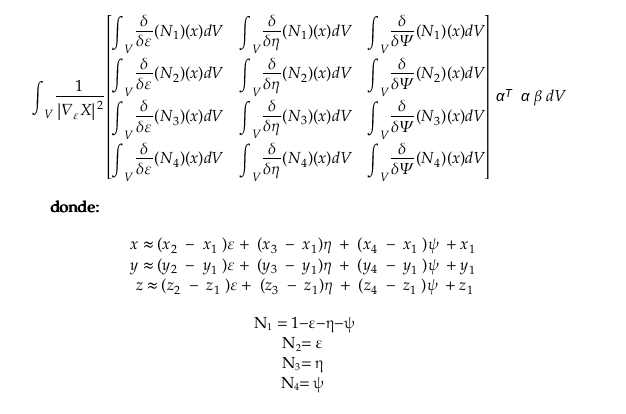 ∫_V 1/|∇_ε X|² [ ∫_V δ/δε (N₁)(x)dV   ∫_V δ/δη (N₁)(x)dV   ∫_V δ/δΨ (N₁)(x)dV
∫_V δ/δε (N₂)(x)dV   ∫_V δ/δη (N₂)(x)dV   ∫_V δ/δΨ (N₂)(x)dV
∫_V δ/δε (N₃)(x)dV   ∫_V δ/δη (N₃)(x)dV   ∫_V δ/δΨ (N₃)(x)dV
∫_V δ/δε (N₄)(x)dV   ∫_V δ/δη (N₄)(x)dV   ∫_V δ/δΨ (N₄)(x)dV ] αᵀ α β dV
donde:
x ≈ (x₂ − x₁ )ε + (x₃ − x₁)η + (x₄ − x₁ )ψ + x₁
y ≈ (y₂ − y₁ )ε + (y₃ − y₁)η + (y₄ − y₁ )ψ + y₁
z ≈ (z₂ − z₁ )ε + (z₃ − z₁)η + (z₄ − z₁ )ψ + z₁
N₁ = 1−ε−η−ψ
N₂= ε
N₃= η
N₄= ψ